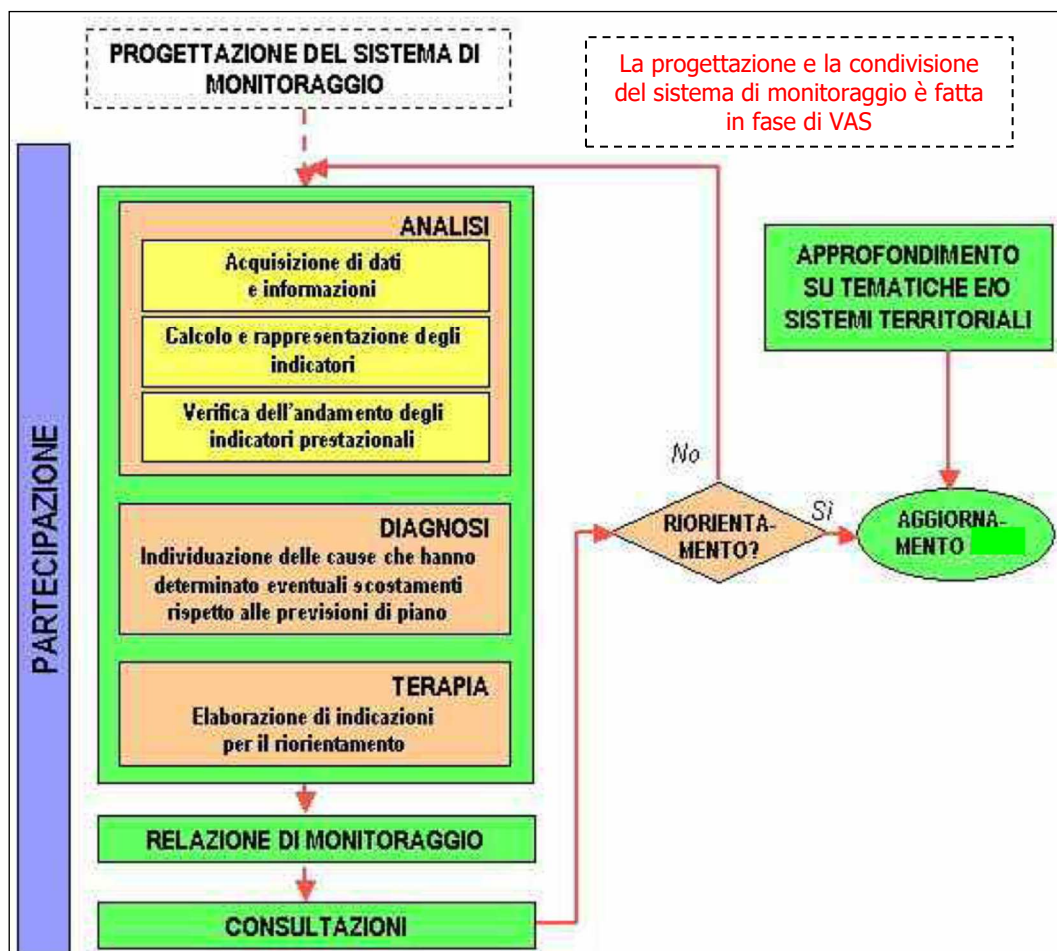 PROGETTAZIONE DEL SISTEMA DI
MONITORAGGIO
La progettazione e la condivisione
del sistema di monitoraggio è fatta
in fase di VAS
PARTECIPAZIONE
ANALISI
Acquisizione di dati
e informazioni
Calcolo e rappresentazione degli
indicatori
Verifica dell'andamento degli
indicatori prestazionali
DIAGNOSI
Individuazione delle cause che hanno
determinato eventuali scostamenti
rispetto alle previsioni di piano
TERAPIA
Elaborazione di indicazioni
per il riorientamento
RELAZIONE DI MONITORAGGIO
CONSULTAZIONI
No
RIORIENTA-
MENTO?
Sì
APPROFONDIMENTO
SU TEMATICHE E/O
SISTEMI TERRITORIALI
AGGIORNA-
MENTO